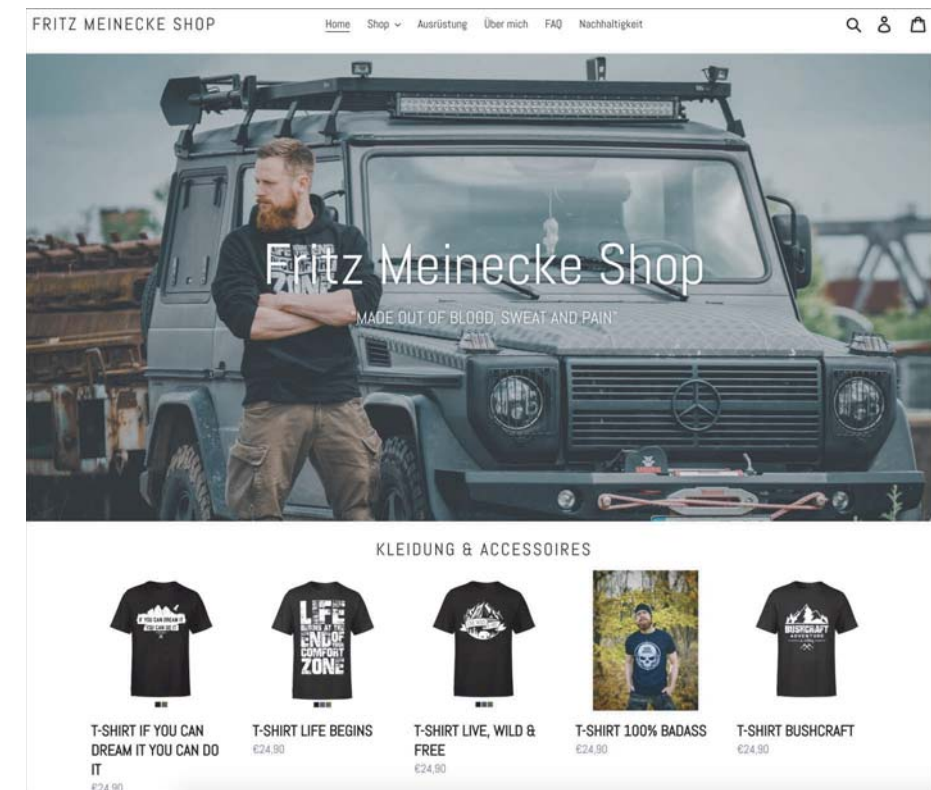 FRITZ MEINECKE SHOP
Home Shop Ausrüstung Über mich FAQ Nachhaltigkeit
Fritz Meinecke Shop
"MADE OUT OF BLOOD, SWEAT AND PAIN"
KLEIDUNG & ACCESSOIRES
IF YOU CAN DREAM IT
YOU CAN DO IT
LIFE
BEGINS AT THE
END OF
YOUR
COMFORT
ZONE
BUSHCRAFT
ADVENTURE
T-SHIRT IF YOU CAN
DREAM IT YOU CAN DO
IT
€24,90
T-SHIRT LIFE BEGINS
€24,90
T-SHIRT LIVE, WILD &
FREE
€24,90
T-SHIRT 100% BADASS
€24,90
T-SHIRT BUSHCRAFT
€24,90